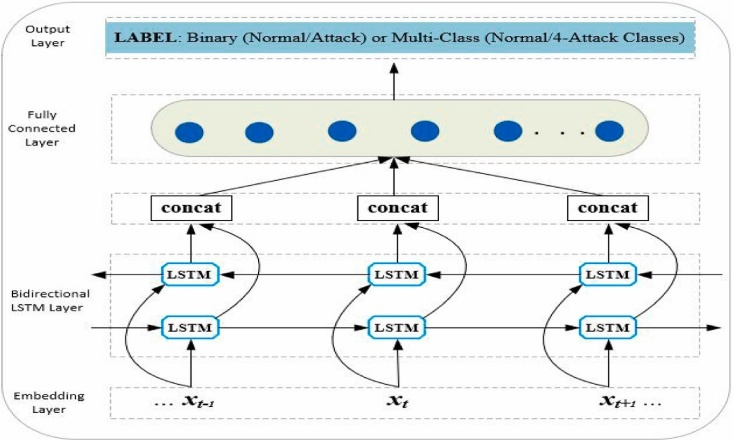 Output
Layer
LABEL: Binary (Normal/Attack) or Multi-Class (Normal/4-Attack Classes)
Fully
Connected
Layer
concat concat concat
Bidirectional
LSTM Layer
LSTM LSTM LSTM
LSTM LSTM LSTM
Embedding
Layer
... xt-1 xt xt+1 ...